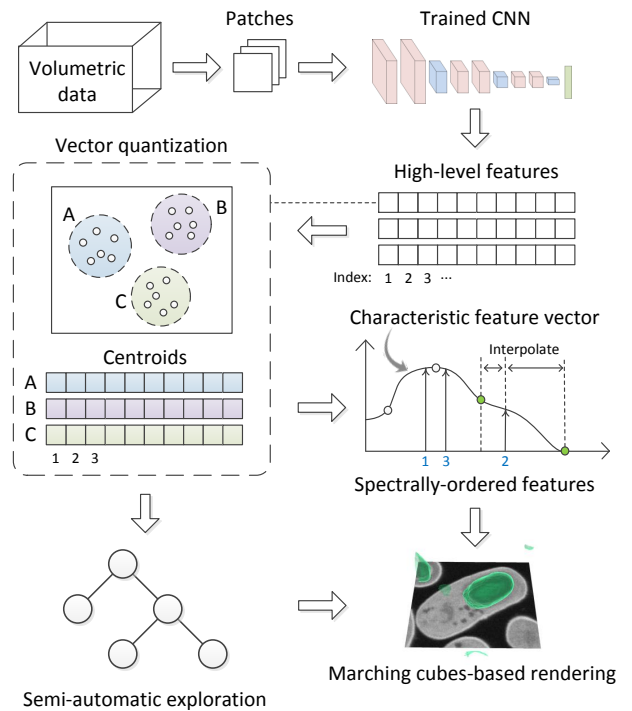 Patches
Trained CNN
Volumetric
data
Vector quantization
High-level features
A
B
C
Index: 1 2 3 ...
Characteristic feature vector
Interpolate
Centroids
A
B
C
1 2 3
1 3 2
Spectrally-ordered features
Marching cubes-based rendering
Semi-automatic exploration